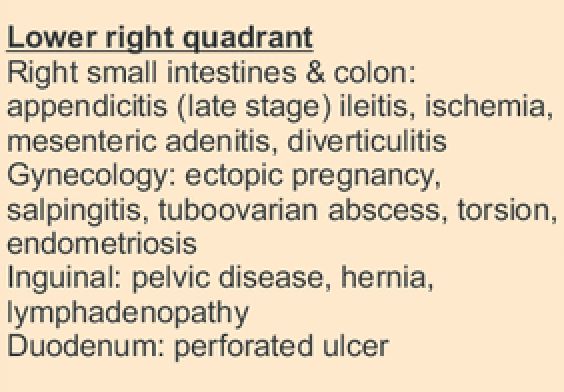 Lower right quadrant
Right small intestines & colon:
appendicitis (late stage) ileitis, ischemia,
mesenteric adenitis, diverticulitis
Gynecology: ectopic pregnancy,
salpingitis, tuboovarian abscess, torsion,
endometriosis
Inguinal: pelvic disease, hernia,
lymphadenopathy
Duodenum: perforated ulcer